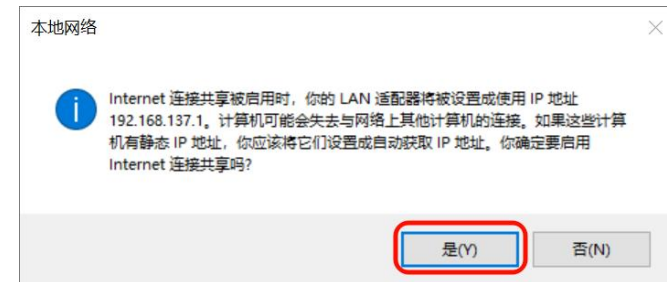 本地网络
Internet 连接共享被启用时，你的 LAN 适配器将被设置成使用 IP 地址
192.168.137.1。计算机可能会失去与网络上其他计算机的连接。如果这些计算
机有静态 IP 地址，你应该将它们设置成自动获取 IP 地址。你确定要启用
Internet 连接共享吗?
是(Y)
否(N)